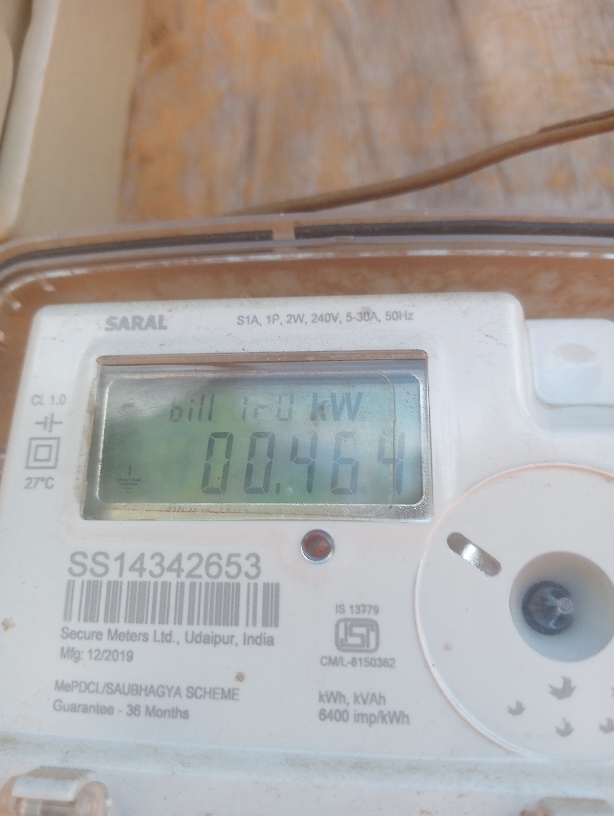 SARAL
S1A, 1P, 2W, 240V, 5-30A, 50Hz
CL 1.0
27°C
bill kW
00.464
SS14342653
Secure Meters Ltd., Udaipur, India
Mfg: 12/2019
MePDCL/SAUBHAGYA SCHEME
Guarantee - 36 Months
IS 13779
ISI
CM/L-8150362
kWh, kVAh
6400 imp/kWh